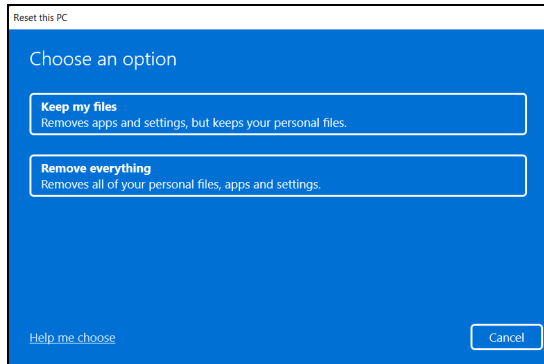 Reset this PC
Choose an option
Keep my files
Removes apps and settings, but keeps your personal files.
Remove everything
Removes all of your personal files, apps and settings.
Help me choose
Cancel